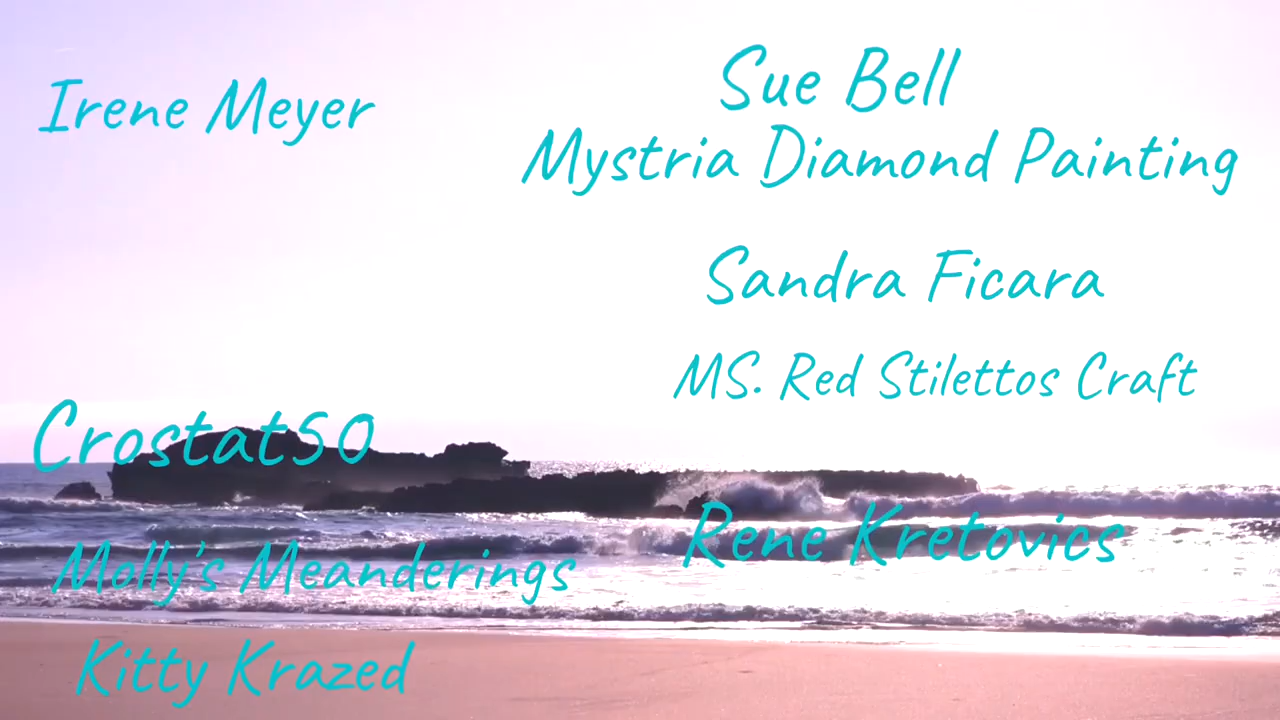 Irene Meyer
Sue Bell
Mystria Diamond Painting
Sandra Ficara
MS. Red Stilettos Craft
Crostat50
Rene Kretovics
Molly's Meanderings
Kitty Krazed